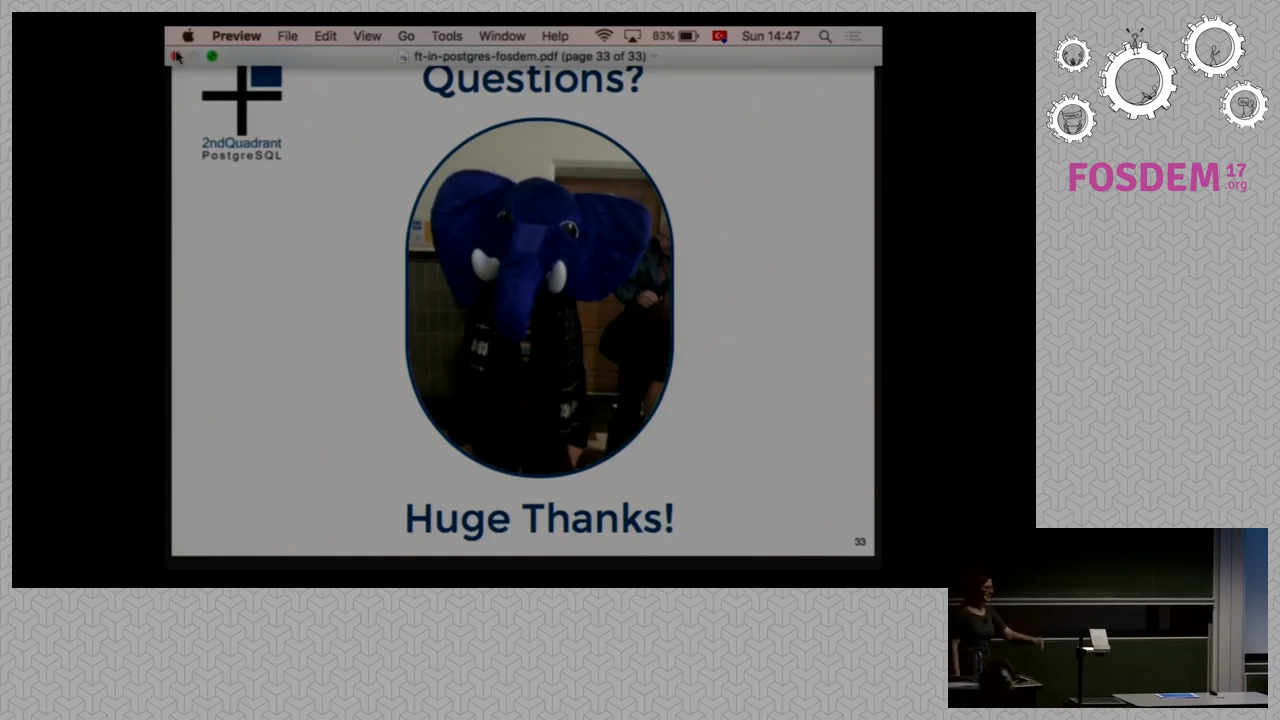 Preview File Edit View Go Tools Window Help 83% Sun 14:47
ft-in-postgres-fosdem.pdf (page 33 of 33)
Questions?
2ndQuadrant
PostgreSQL
Huge Thanks!
33
FOSDEM 17
.org